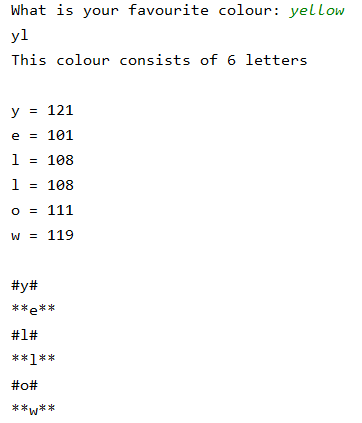 What is your favourite colour: yellow
yl
This colour consists of 6 letters
y = 121
e = 101
l = 108
l = 108
o = 111
w = 119
#y#
**e**
#l#
**l**
#o#
**w**